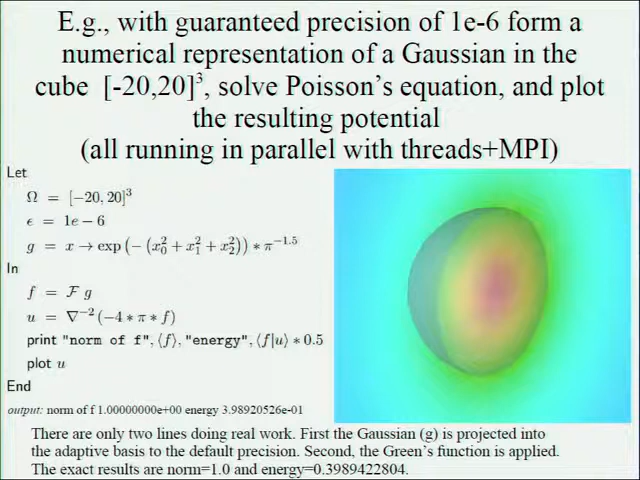 E.g., with guaranteed precision of 1e-6 form a
numerical representation of a Gaussian in the
cube [-20,20]³, solve Poisson's equation, and plot
the resulting potential
(all running in parallel with threads+MPI)
Let
Ω = [−20, 20]³
ϵ = 1e − 6
g = x → exp (− (x₀² + x₁² + x₂²)) * π⁻¹·⁵
In
f = ℱ g
u = ∇⁻² (−4 * π * f)
print "norm of f", ⟨f⟩, "energy", ⟨f|u⟩ * 0.5
plot u
End
output: norm of f 1.00000000e+00 energy 3.98920526e-01
There are only two lines doing real work. First the Gaussian (g) is projected into
the adaptive basis to the default precision. Second, the Green's function is applied.
The exact results are norm=1.0 and energy=0.3989422804.